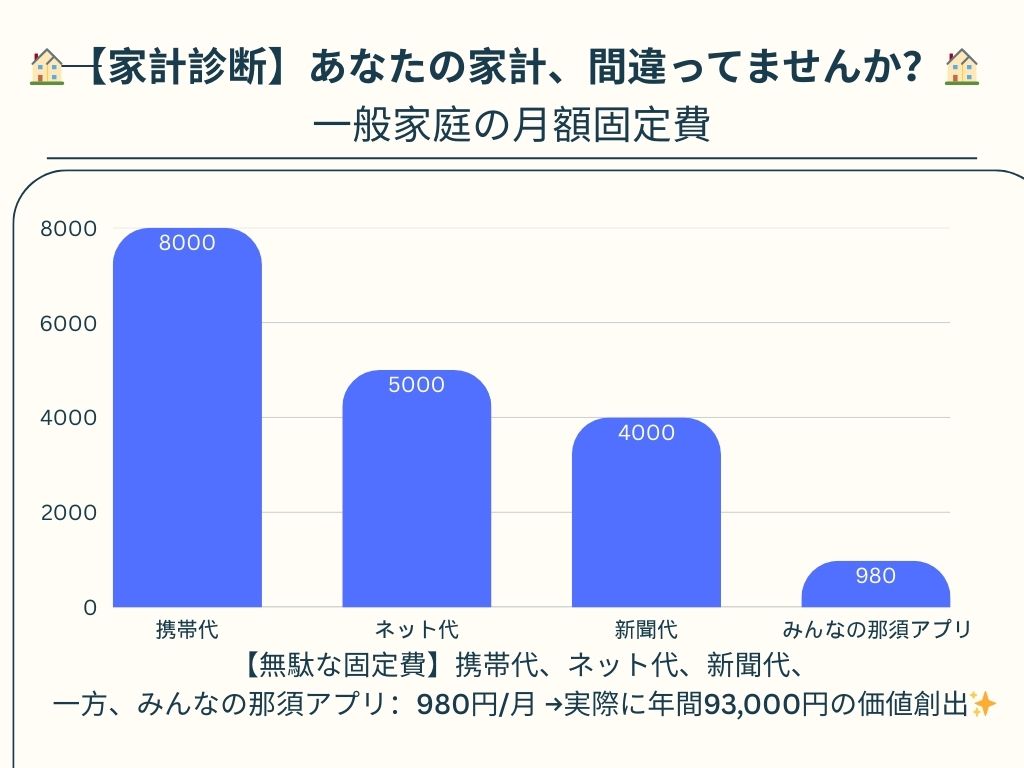 🏠【家計診断】あなたの家計、間違ってませんか？🏠
一般家庭の月額固定費
8000
6000
4000
2000
0
8000
5000
4000
980
携帯代
ネット代
新聞代
みんなの那須アプリ
【無駄な固定費】携帯代、ネット代、新聞代、
一方、みんなの那須アプリ：980円/月 →実際に年間93,000円の価値創出✨